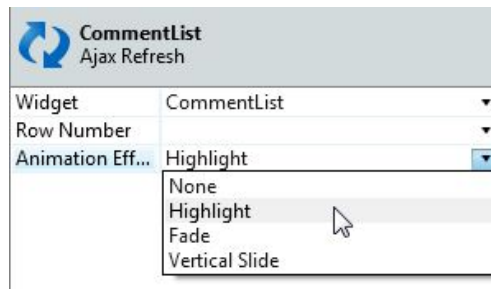 CommentList
Ajax Refresh
Widget CommentList
Row Number
Animation Eff... Highlight
None
Highlight
Fade
Vertical Slide